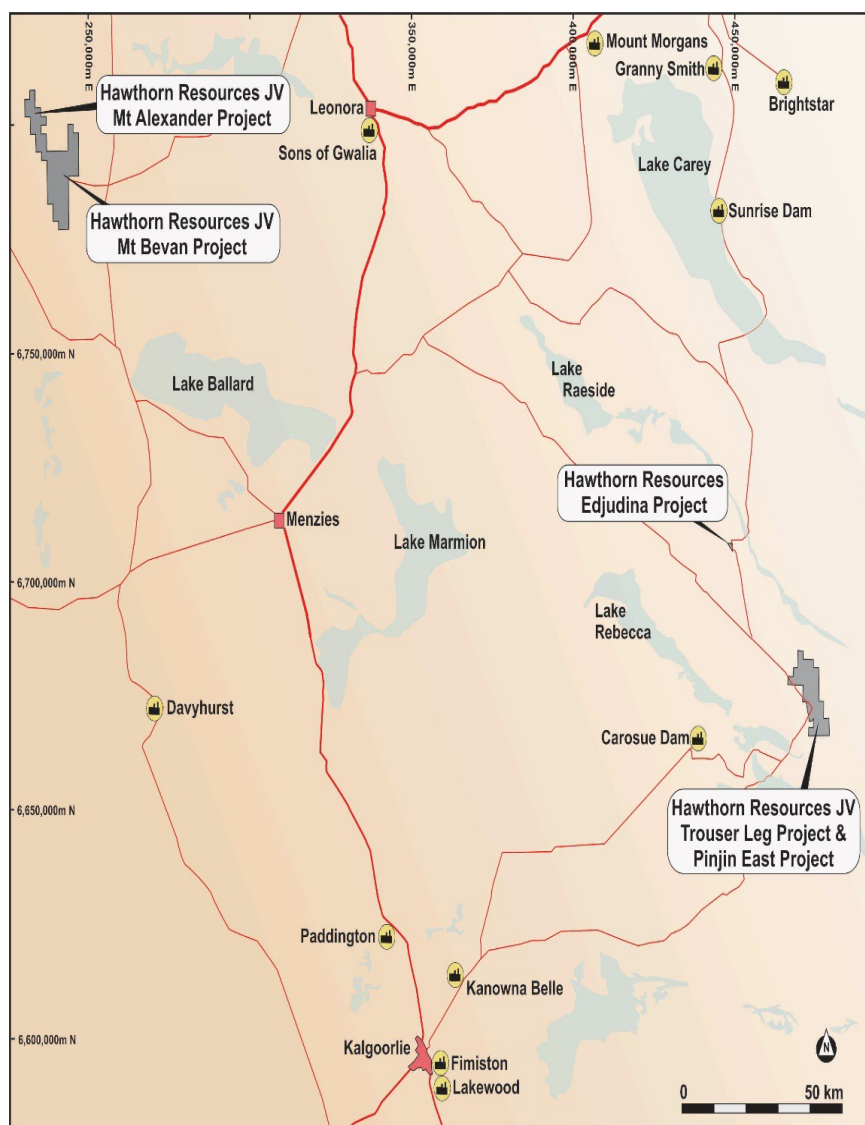 250,000m E
350,000m E
400,000m E
450,000m E
Mount Morgans
Granny Smith
Brightstar
Hawthorn Resources JV
Mt Alexander Project
Leonora
Sons of Gwalia
Lake Carey
Sunrise Dam
Hawthorn Resources JV
Mt Bevan Project
6,750,000m N
Lake Ballard
Lake
Raeside
Hawthorn Resources
Edjudina Project
Menzies
Lake Marmion
6,700,000m N
Lake
Rebecca
Davyhurst
Carosue Dam
6,650,000m N
Hawthorn Resources JV
Trouser Leg Project &
Pinjin East Project
Paddington
Kanowna Belle
6,600,000m N
Kalgoorlie
N
Fimiston
Lakewood
0 50 km